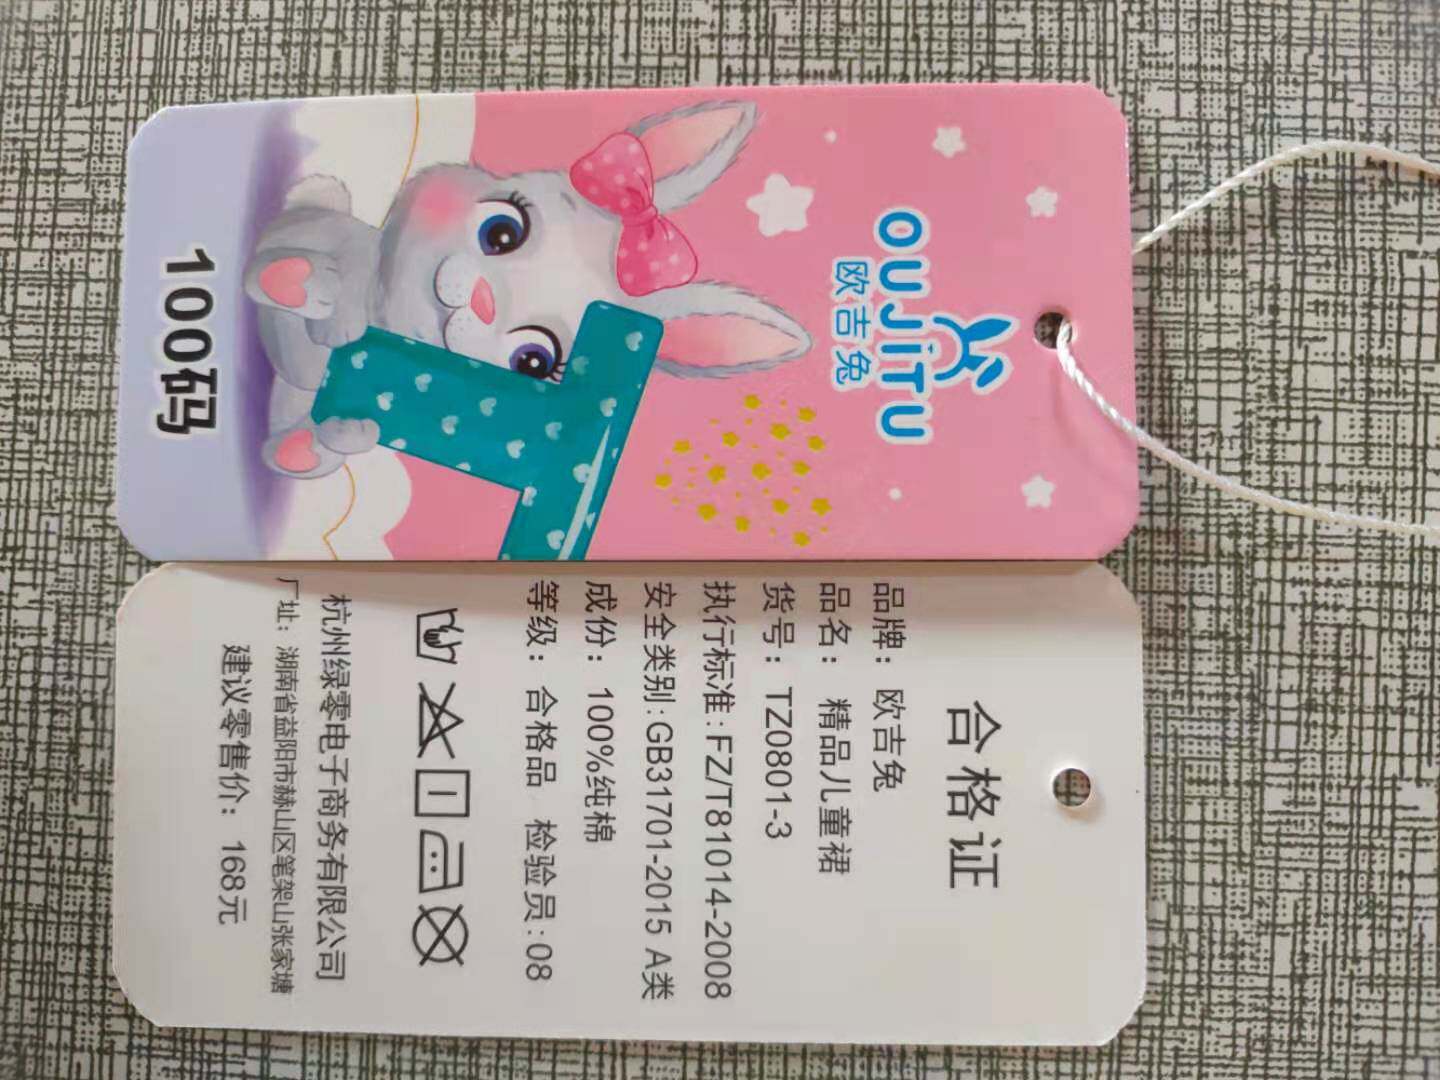 OUJiTU
欧吉兔
100码
合格证
品牌：欧吉兔
品名：精品儿童裙
货号：TZ0801-3
执行标准：FZ/T81014-2008
安全类别：GB31701-2015 A类
成份：100%纯棉
等级：合格品 检验员：08
杭州绿零电子商务有限公司
厂址：湖南省益阳市赫山区笔架山张家塘
建议零售价：168元